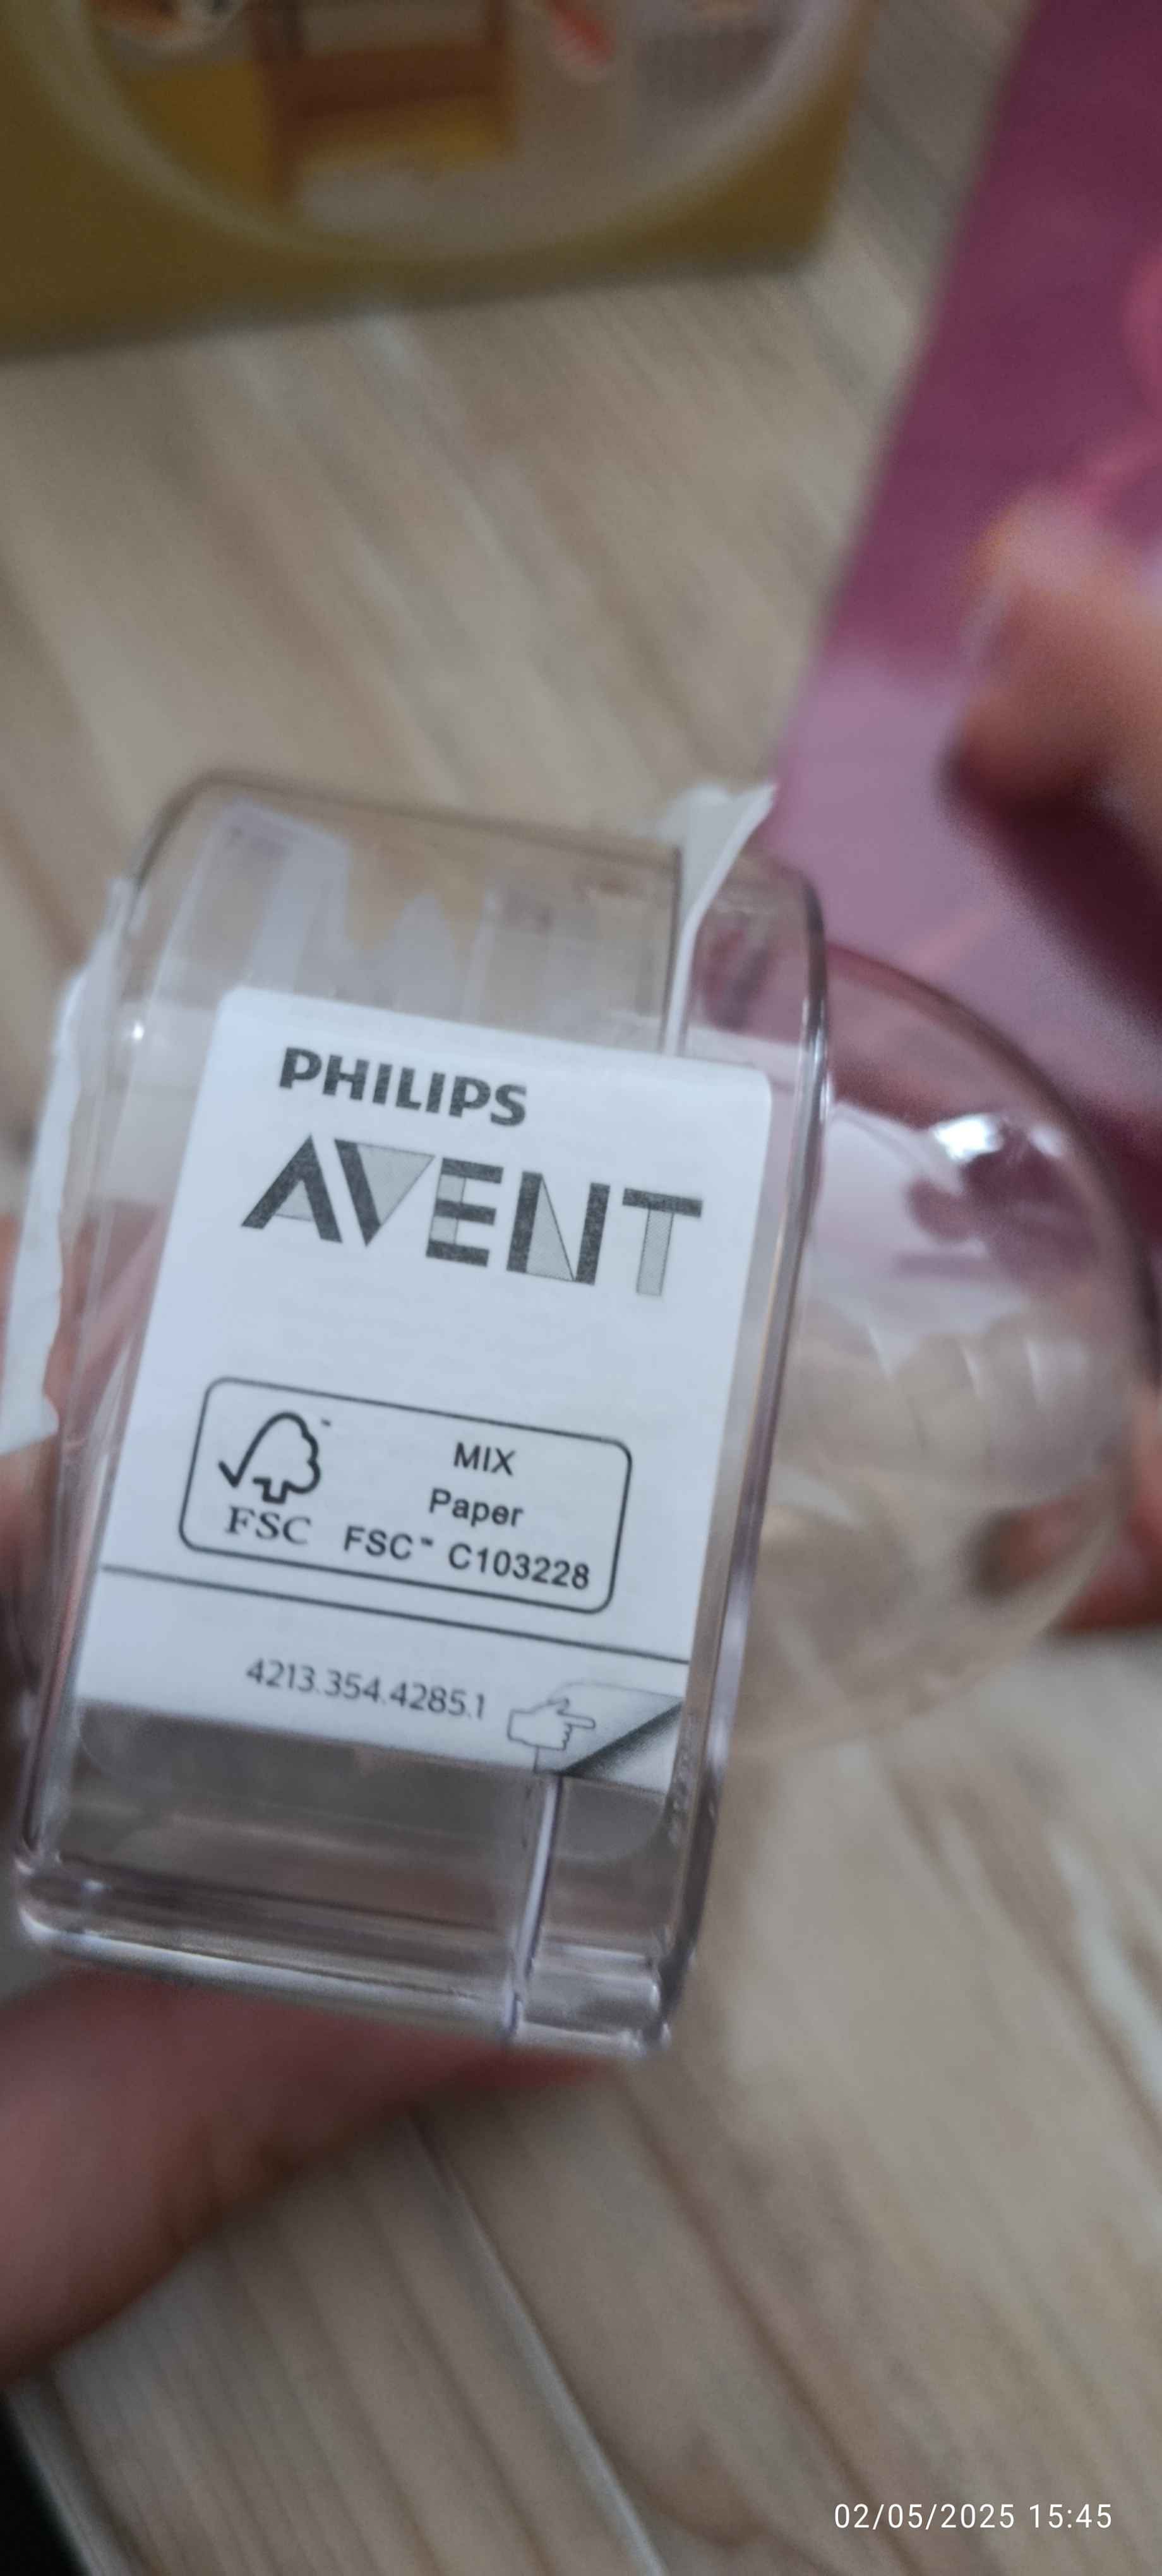 PHILIPS
AVENT
MIX
Paper
FSC FSC™ C103228
4213.354.4285.1
02/05/2025 15:45